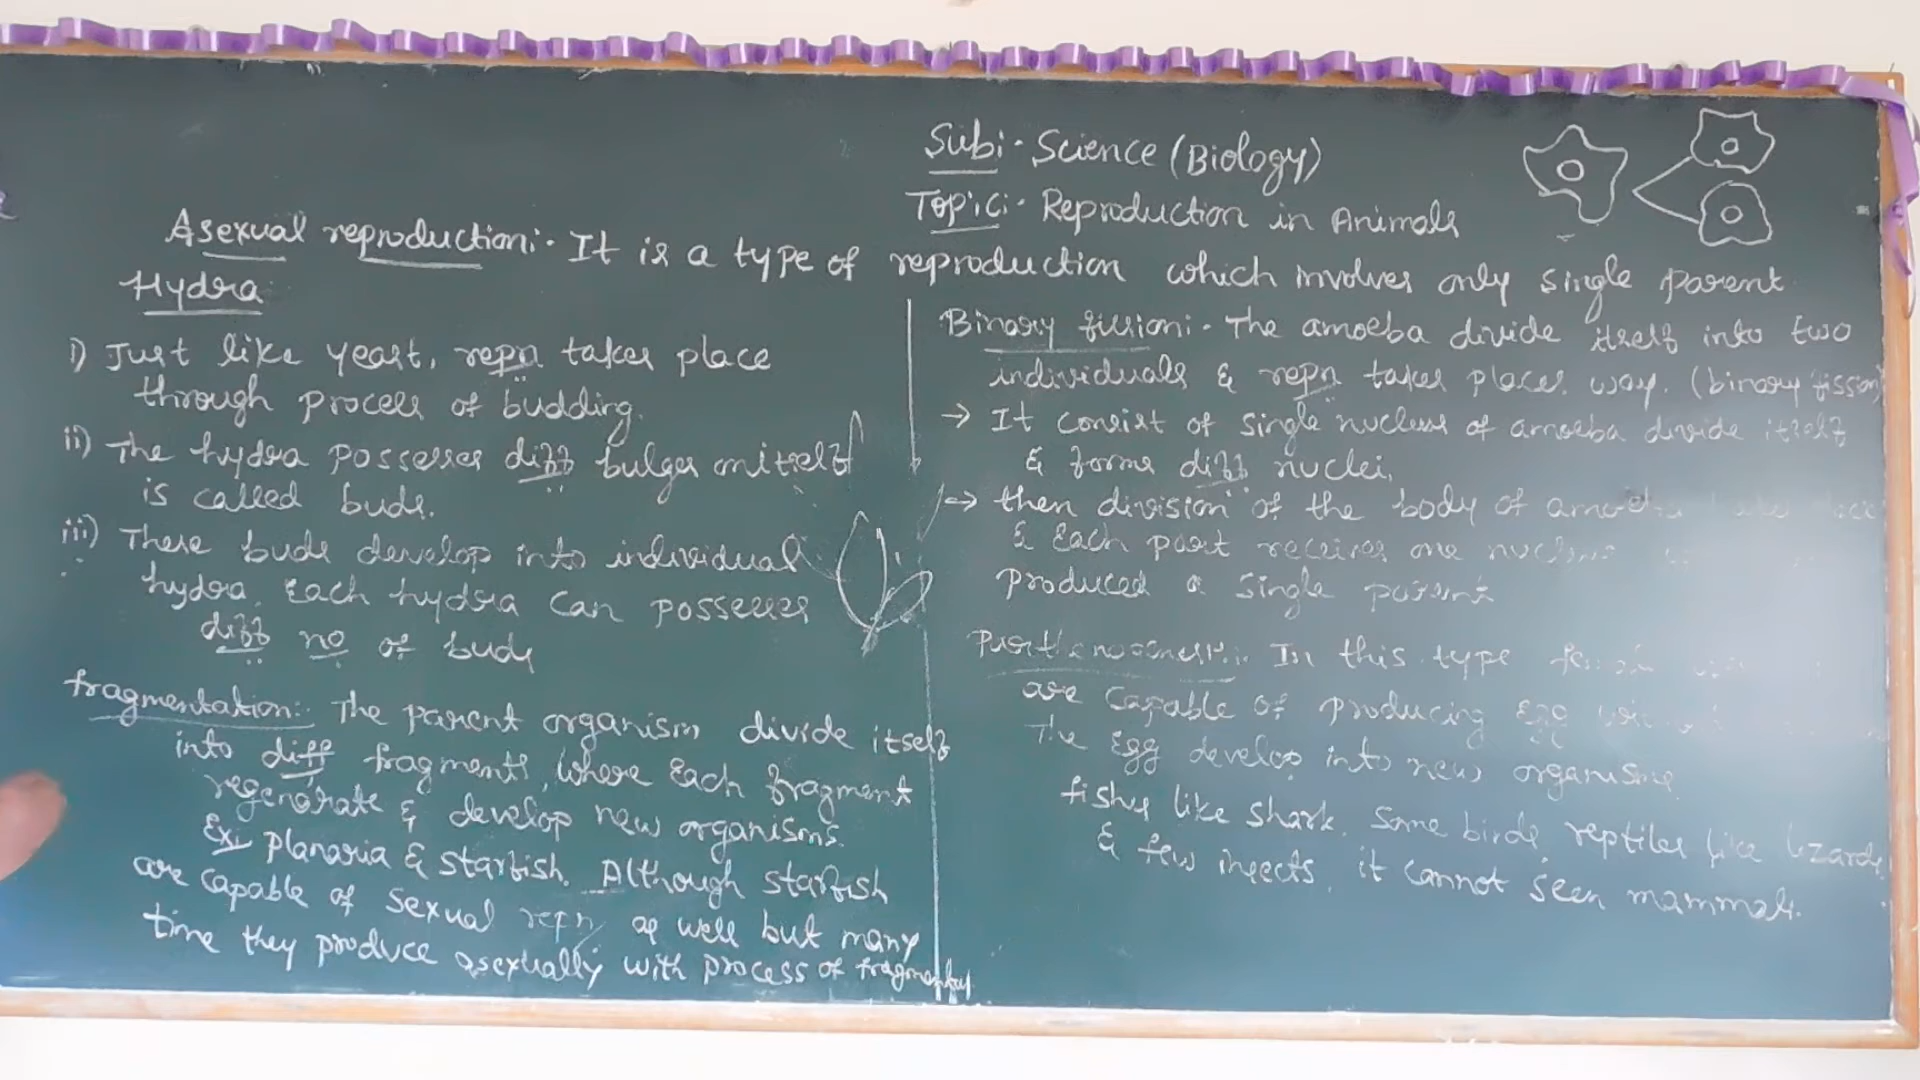 Sub:- Science (Biology)
Topic:- Reproduction in Animals
Asexual reproduction:- It is a type of reproduction which involves only single parent
Hydra
i) Just like yeast, repn takes place
through process of budding.
ii) The hydra possesses diff bulges on itself
is called buds.
iii) These buds develop into individual
hydra. Each hydra can possesses
diff no of buds
fragmentation:- The parent organism divide itself
into diff fragments, where Each fragment
regenerate & develop new organisms.
Ex:- planaria & starfish. Although starfish
are capable of sexual repn as well but many
time they produce asexually with process of
Binary fission:- The amoeba divide itself into two
individuals & repn takes places way. (binary fission)
→ It consist of single nucleus of amoeba divide itself
& forms diff nuclei.
→ then division of the body of
& Each part receives one
produced a single parent
In this type
are capable of producing Egg
The Egg develop into new organisms
fishes like shark. Some birds reptiles like lizards
& few insects. it cannot seen mammals.